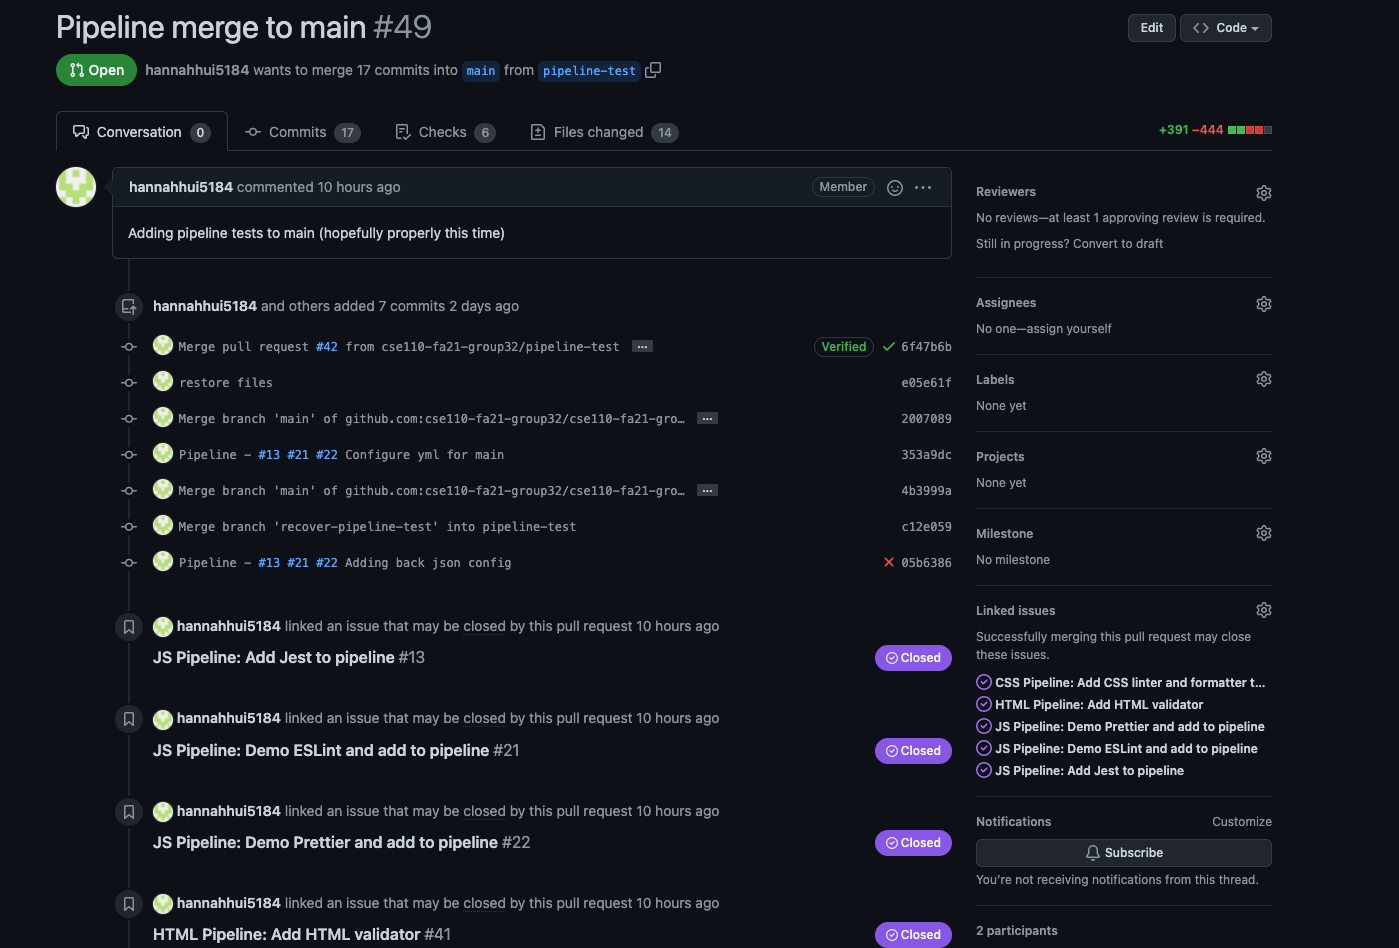 Pipeline merge to main #49
Edit
Code
Open
hannahhui5184 wants to merge 17 commits into main from pipeline-test
Conversation 0
Commits 17
Checks 6
Files changed 14
+391 −444
hannahhui5184 commented 10 hours ago
Member
Adding pipeline tests to main (hopefully properly this time)
hannahhui5184 and others added 7 commits 2 days ago
Merge pull request #42 from cse110-fa21-group32/pipeline-test ...
Verified 6f47b6b
restore files
e05e61f
Merge branch 'main' of github.com:cse110-fa21-group32/cse110-fa21-gro… ...
2007089
Pipeline – #13 #21 #22 Configure yml for main
353a9dc
Merge branch 'main' of github.com:cse110-fa21-group32/cse110-fa21-gro… ...
4b3999a
Merge branch 'recover-pipeline-test' into pipeline-test
c12e059
Pipeline – #13 #21 #22 Adding back json config
05b6386
hannahhui5184 linked an issue that may be closed by this pull request 10 hours ago
JS Pipeline: Add Jest to pipeline #13
Closed
hannahhui5184 linked an issue that may be closed by this pull request 10 hours ago
JS Pipeline: Demo ESLint and add to pipeline #21
Closed
hannahhui5184 linked an issue that may be closed by this pull request 10 hours ago
JS Pipeline: Demo Prettier and add to pipeline #22
Closed
hannahhui5184 linked an issue that may be closed by this pull request 10 hours ago
HTML Pipeline: Add HTML validator #41
Closed
Reviewers
No reviews—at least 1 approving review is required.
Still in progress? Convert to draft
Assignees
No one—assign yourself
Labels
None yet
Projects
None yet
Milestone
No milestone
Linked issues
Successfully merging this pull request may close
these issues.
CSS Pipeline: Add CSS linter and formatter t...
HTML Pipeline: Add HTML validator
JS Pipeline: Demo Prettier and add to pipeline
JS Pipeline: Demo ESLint and add to pipeline
JS Pipeline: Add Jest to pipeline
Notifications
Customize
Subscribe
You're not receiving notifications from this thread.
2 participants